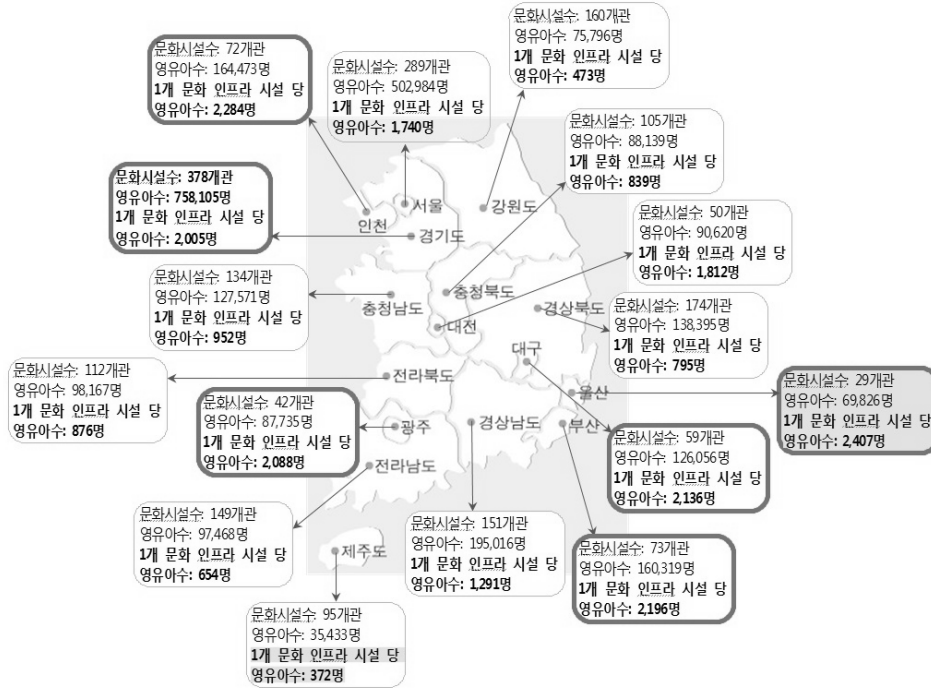 문화시설수: 72개관
영유아수: 164,473명
1개 문화 인프라 시설 당
영유아수: 2,284명
문화시설수: 289개관
영유아수: 502,984명
1개 문화 인프라 시설 당
영유아수: 1,740명
문화시설수: 160개관
영유아수: 75,796명
1개 문화 인프라 시설 당
영유아수: 473명
문화시설수: 105개관
영유아수: 88,139명
1개 문화 인프라 시설 당
영유아수: 839명
문화시설수: 378개관
영유아수: 758,105명
1개 문화 인프라 시설 당
영유아수: 2,005명
문화시설수: 50개관
영유아수: 90,620명
1개 문화 인프라 시설 당
영유아수: 1,812명
인천
서울
강원도
경기도
문화시설수: 134개관
영유아수: 127,571명
1개 문화 인프라 시설 당
영유아수: 952명
충청남도
충청북도
대전
경상북도
문화시설수: 174개관
영유아수: 138,395명
1개 문화 인프라 시설 당
영유아수: 795명
문화시설수: 112개관
영유아수: 98,167명
1개 문화 인프라 시설 당
영유아수: 876명
전라북도
대구
울산
문화시설수: 29개관
영유아수: 69,826명
1개 문화 인프라 시설 당
영유아수: 2,407명
문화시설수: 42개관
영유아수: 87,735명
1개 문화 인프라 시설 당
영유아수: 2,088명
광주
경상남도
부산
문화시설수: 59개관
영유아수: 126,056명
1개 문화 인프라 시설 당
영유아수: 2,136명
전라남도
문화시설수: 149개관
영유아수: 97,468명
1개 문화 인프라 시설 당
영유아수: 654명
제주도
문화시설수: 151개관
영유아수: 195,016명
1개 문화 인프라 시설 당
영유아수: 1,291명
문화시설수: 73개관
영유아수: 160,319명
1개 문화 인프라 시설 당
영유아수: 2,196명
문화시설수: 95개관
영유아수: 35,433명
1개 문화 인프라 시설 당
영유아수: 372명